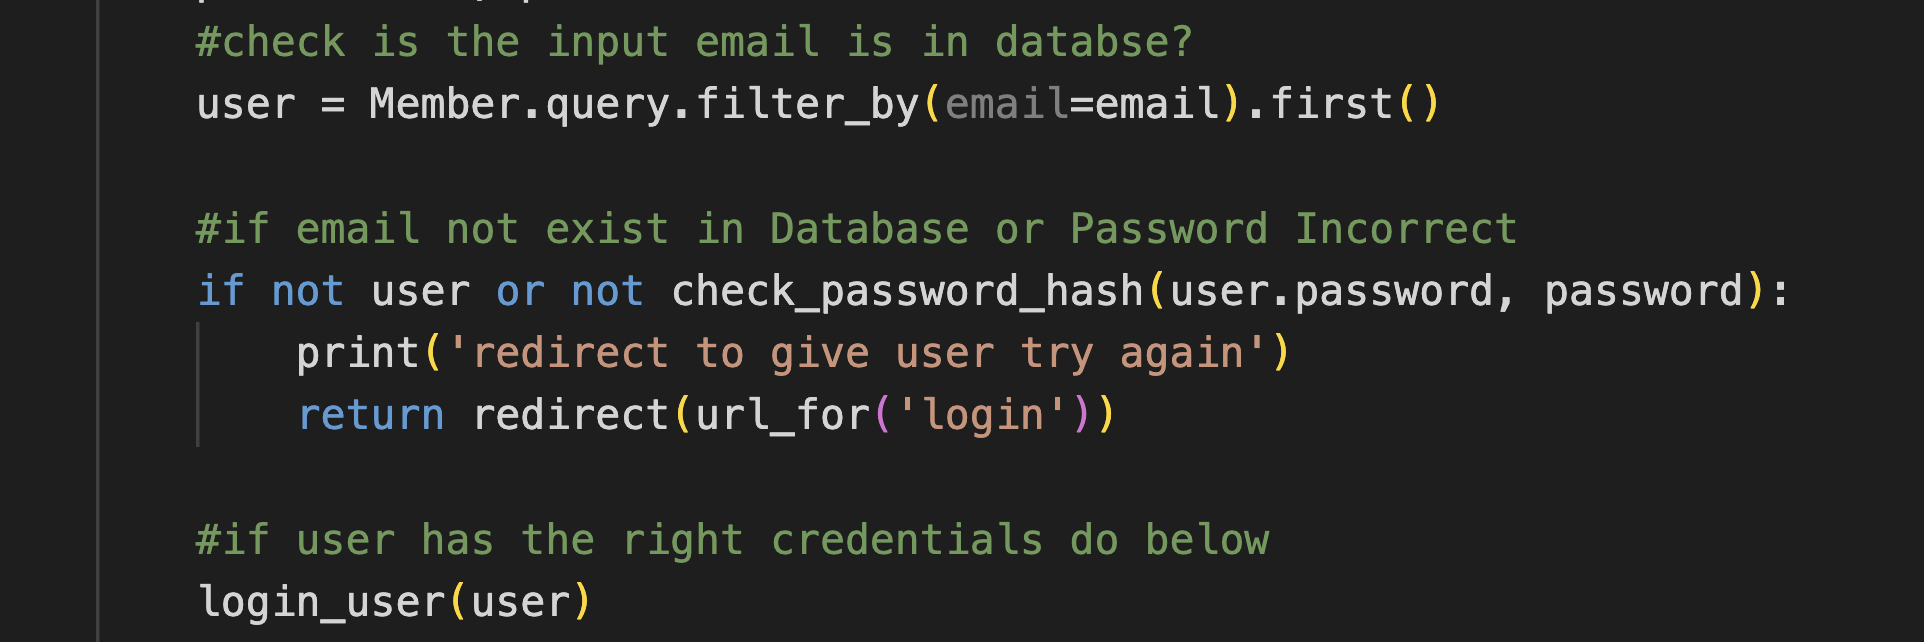 #check is the input email is in databse?
user = Member.query.filter_by(email=email).first()
#if email not exist in Database or Password Incorrect
if not user or not check_password_hash(user.password, password):
print('redirect to give user try again')
return redirect(url_for('login'))
#if user has the right credentials do below
login_user(user)